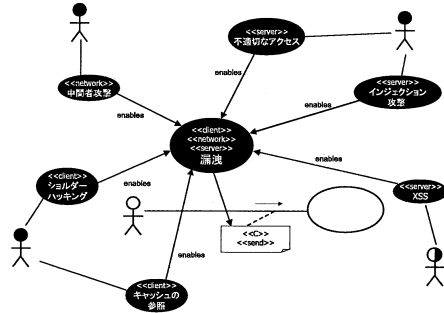 <<server>>
不適切なアクセス
<<network>>
中間者攻撃
enables
<<server>>
インジェクション
攻撃
enables
enables
<<client>>
<<network>>
<<server>>
漏洩
enables
<<client>>
ショルダー
ハッキング
enables
<<server>>
XSS
<<C>>
<<send>>
enables
<<client>>
キャッシュの
参照